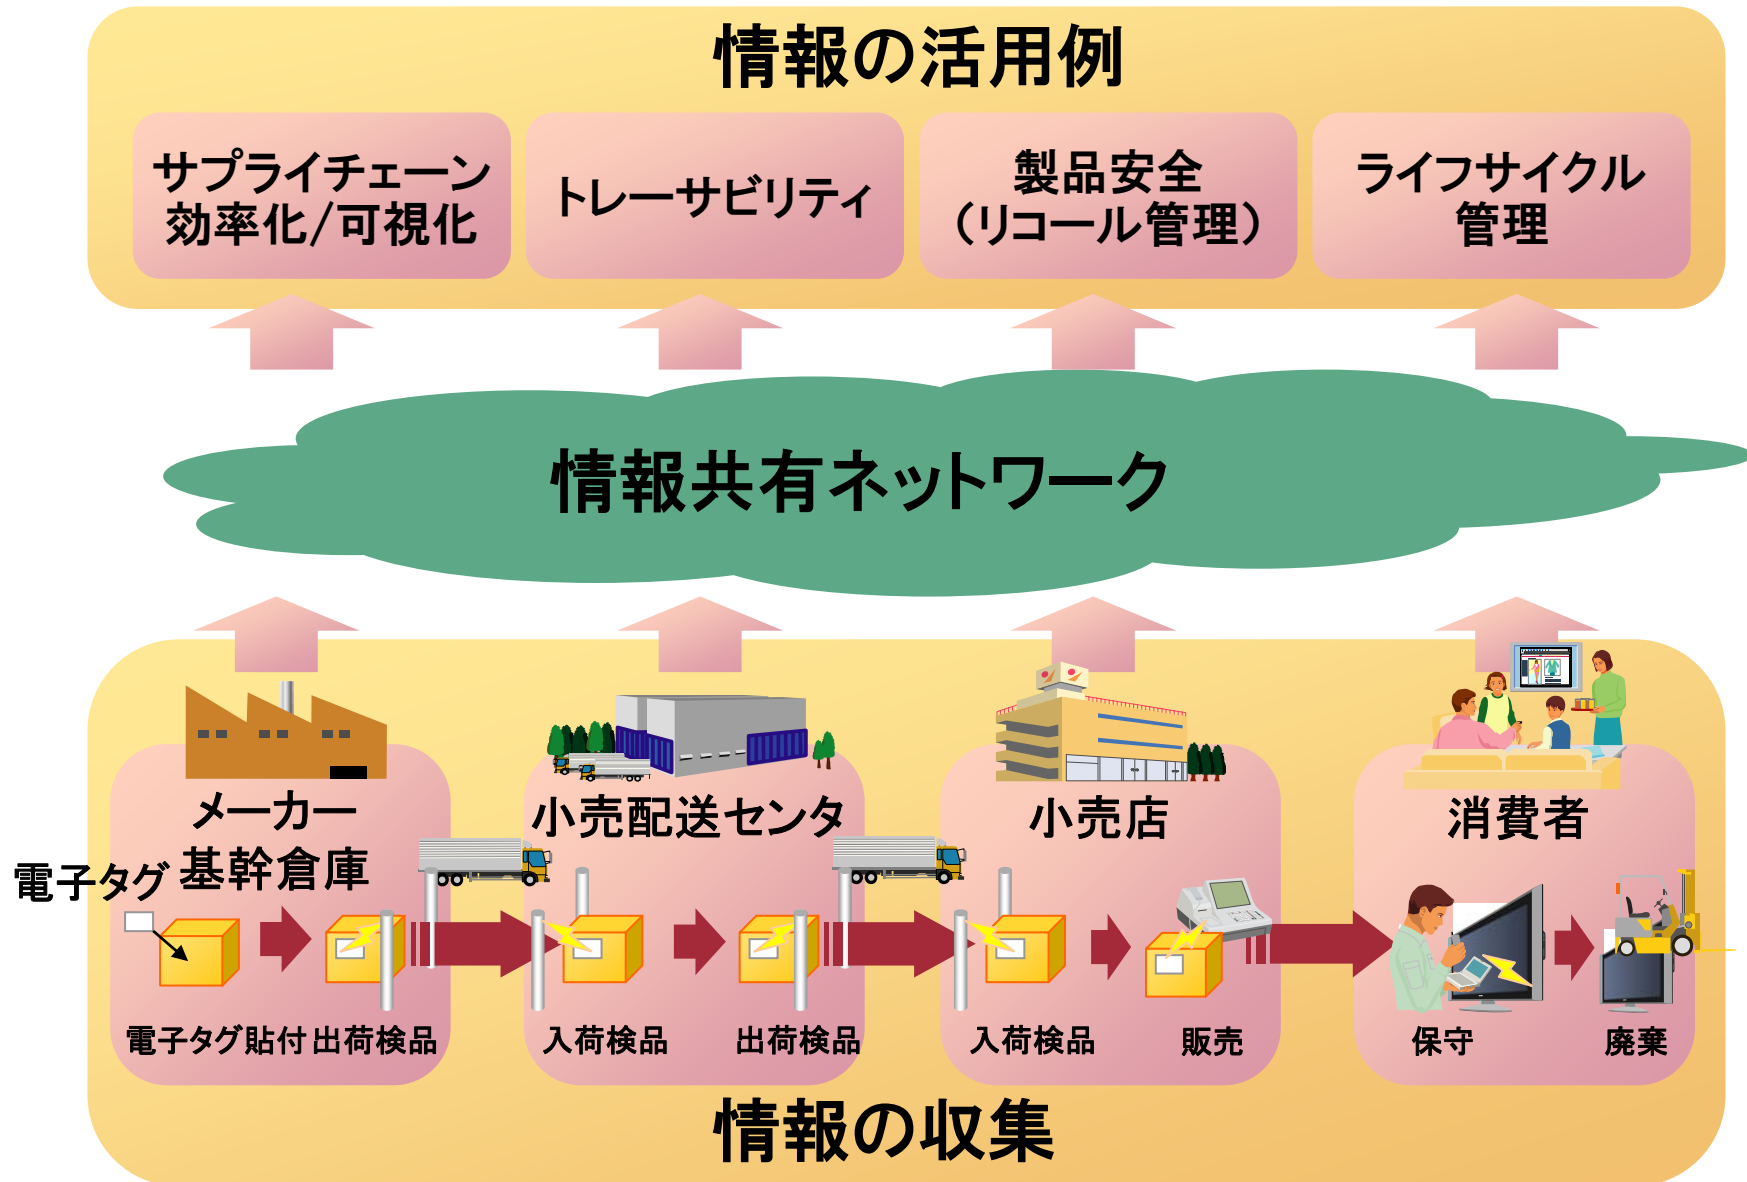 情報の活用例
サプライチェーン
効率化/可視化
トレーサビリティ
製品安全
（リコール管理）
ライフサイクル
管理
情報共有ネットワーク
メーカー
基幹倉庫
小売配送センタ
小売店
消費者
電子タグ
電子タグ貼付
出荷検品
入荷検品
出荷検品
入荷検品
販売
保守
廃棄
情報の収集